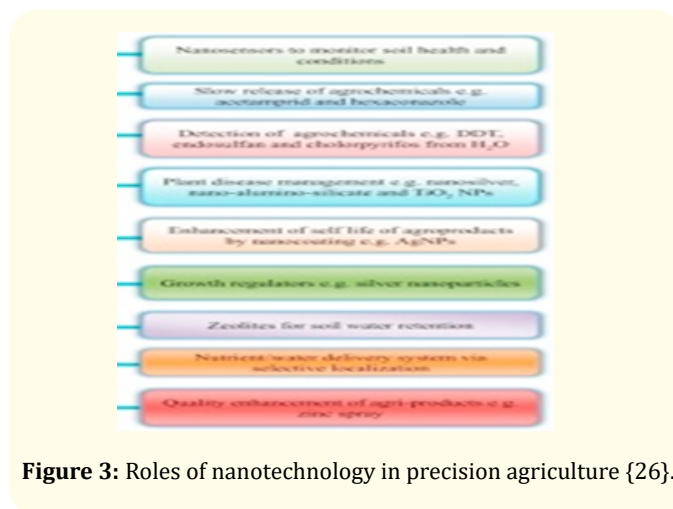 Nanosensors to monitor soil health and
conditions
Slow release of agrochemicals e.g.
acetamprid and hexaconazole
Detection of agrochemicals e.g. DDT,
endosulfan and cholorpyrifos from H₂O
Plant disease management e.g. nanosilver,
nano-alumino-silicate and TiO₂ NPs
Enhancement of self life of agroproducts
by nanocoating e.g. AgNPs
Growth regulators e.g. silver nanoparticles
Zeolites for soil water retention
Nutrient/water delivery system via
selective localization
Quality enhancement of agri-products e.g.
zinc spray
Figure 3: Roles of nanotechnology in precision agriculture {26}.